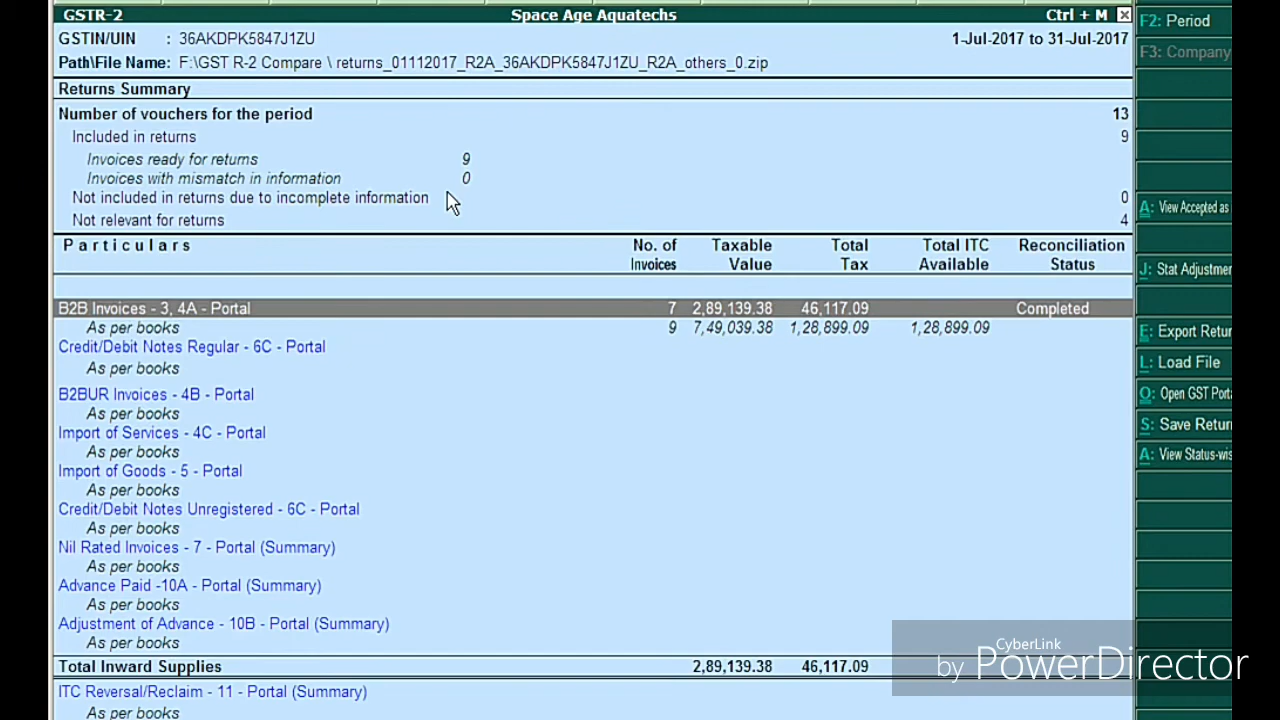 GSTR-2 Space Age Aquatechs Ctrl + M
GSTIN/UIN : 36AKDPK5847J1ZU 1-Jul-2017 to 31-Jul-2017
Path\File Name: F:\GST R-2 Compare \ returns_01112017_R2A_36AKDPK5847J1ZU_R2A_others_0.zip
Returns Summary
Number of vouchers for the period 13
Included in returns 9
Invoices ready for returns 9
Invoices with mismatch in information 0
Not included in returns due to incomplete information 0
Not relevant for returns 4
Particulars No. of Invoices Taxable Value Total Tax Total ITC Available Reconciliation Status
B2B Invoices - 3, 4A - Portal 7 2,89,139.38 46,117.09 Completed
As per books 9 7,49,039.38 1,28,899.09 1,28,899.09
Credit/Debit Notes Regular - 6C - Portal
As per books
B2BUR Invoices - 4B - Portal
As per books
Import of Services - 4C - Portal
As per books
Import of Goods - 5 - Portal
As per books
Credit/Debit Notes Unregistered - 6C - Portal
As per books
Nil Rated Invoices - 7 - Portal (Summary)
As per books
Advance Paid -10A - Portal (Summary)
As per books
Adjustment of Advance - 10B - Portal (Summary)
As per books
Total Inward Supplies 2,89,139.38 46,117.09
ITC Reversal/Reclaim - 11 - Portal (Summary)
As per books
F2: Period
F3: Company
A: View Accepted as
J: Stat Adjustmen
E: Export Retur
L: Load File
O: Open GST Porta
S: Save Return
A: View Status-wis
CyberLink
by PowerDirector